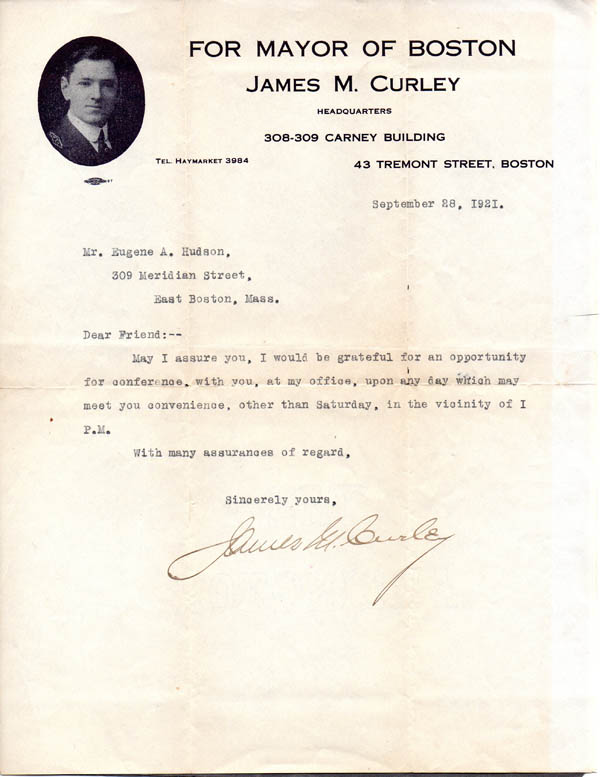 FOR MAYOR OF BOSTON
JAMES M. CURLEY
HEADQUARTERS
308-309 CARNEY BUILDING
TEL. HAYMARKET 3984
43 TREMONT STREET, BOSTON
September 28, 1921.
Mr. Eugene A. Hudson,
309 Meridian Street,
East Boston, Mass.
Dear Friend:--
May I assure you, I would be grateful for an opportunity
for conference, with you, at my office, upon any day which may
meet you convenience, other than Saturday, in the vicinity of I
P.M.
With many assurances of regard,
Sincerely yours,
James M. Curley